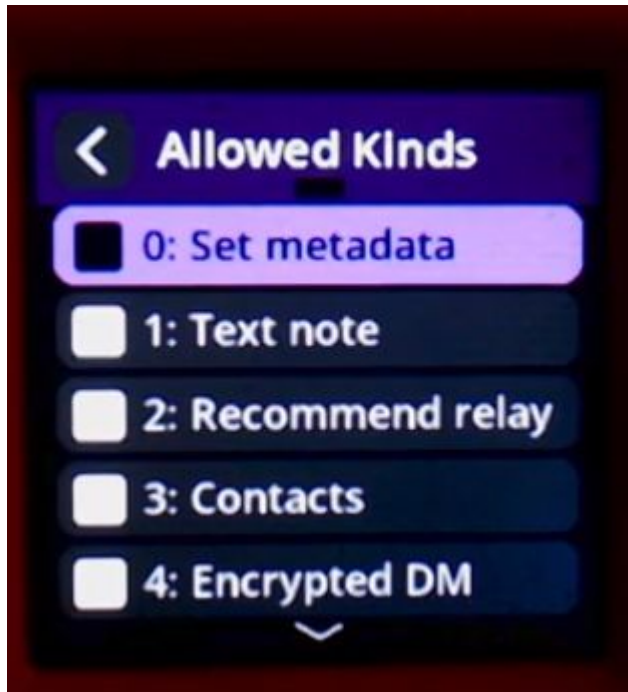 Allowed Kinds
0: Set metadata
1: Text note
2: Recommend relay
3: Contacts
4: Encrypted DM